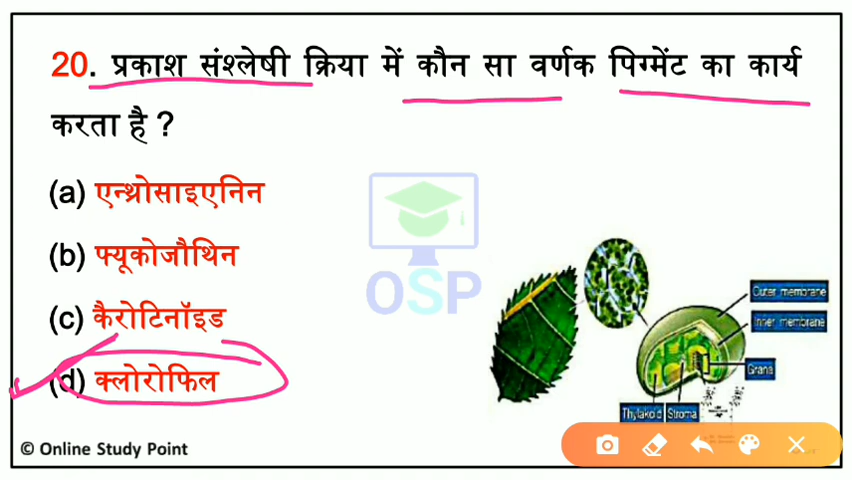 20. प्रकाश संश्लेषी क्रिया में कौन सा वर्णक पिग्मेंट का कार्य
करता है ?
(a) एन्थ्रोसाइएनिन
(b) फ्यूकोजौथिन
(c) कैरोटिनॉइड
(d) क्लोरोफिल
OSP
Outer membrane
Inner membrane
Grana
Thylakoid Stroma
© Online Study Point